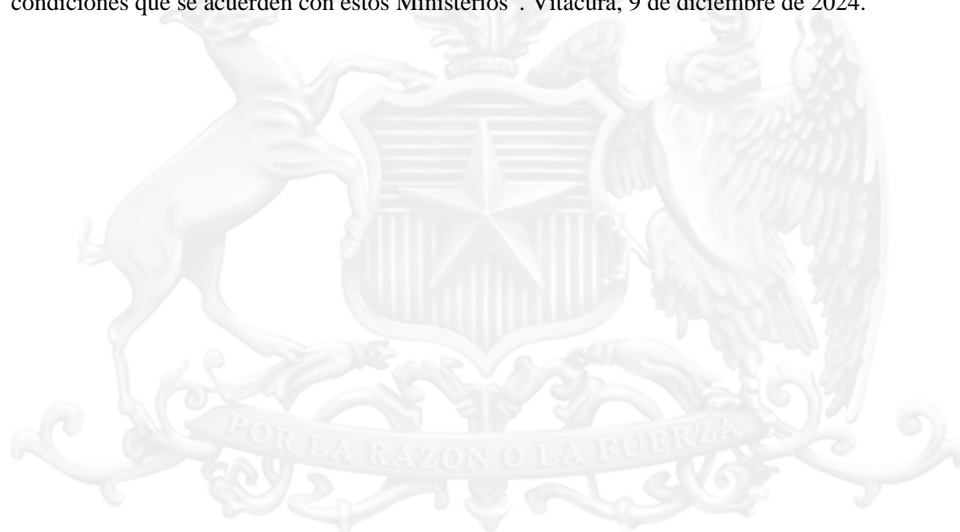 condiciones que se acuerden con estos Ministerios". Vitacura, 9 de diciembre de 2024.
POR LA RAZON O LA FUERZA